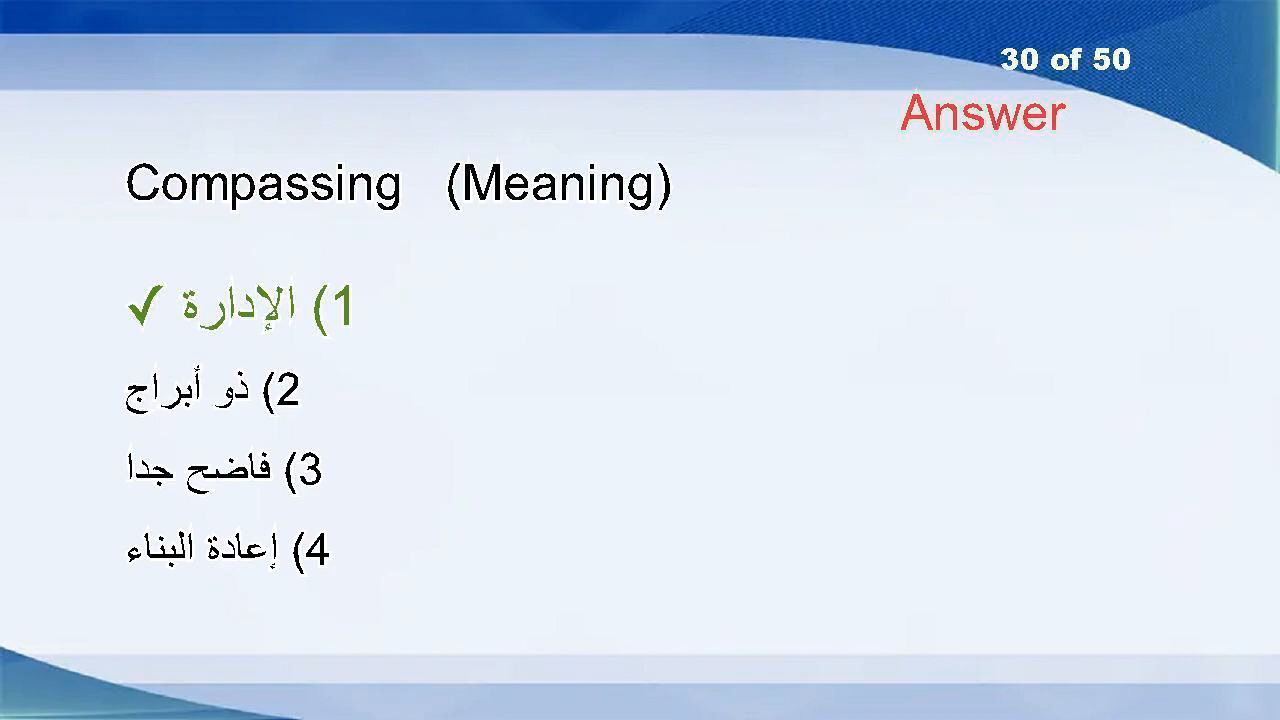 30 of 50
Answer
Compassing (Meaning)
1) الإدارة ✓
2) ذو أبراج
3) فاضح جدا
4) إعادة البناء